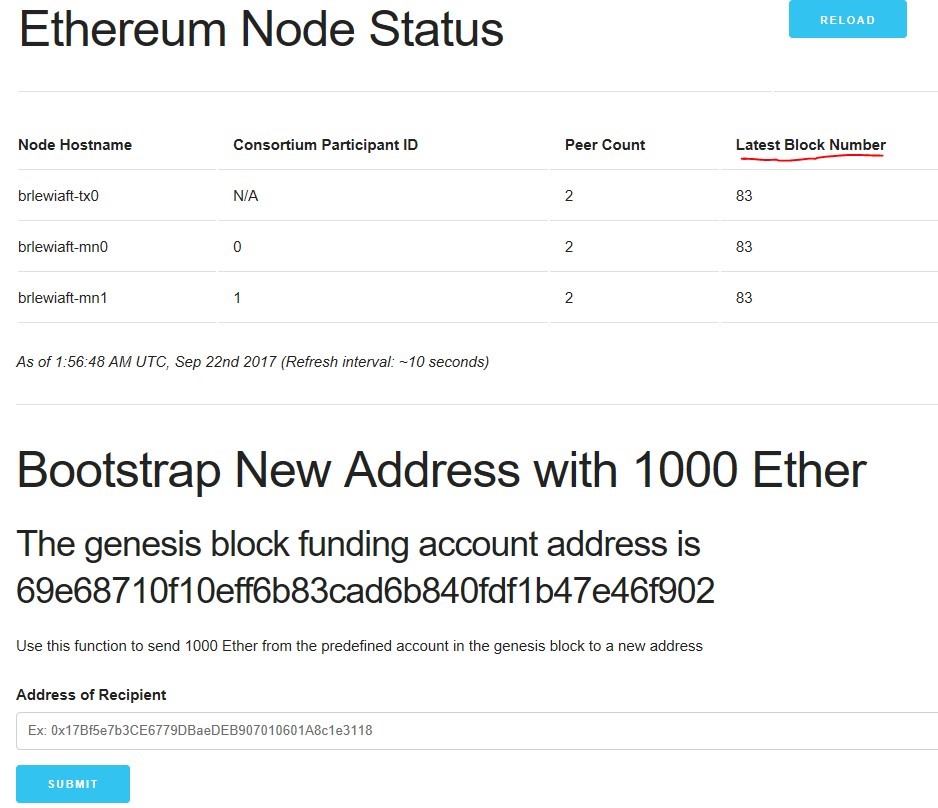 Ethereum Node Status
RELOAD
Node Hostname Consortium Participant ID Peer Count Latest Block Number
brlewiaft-tx0 N/A 2 83
brlewiaft-mn0 0 2 83
brlewiaft-mn1 1 2 83
As of 1:56:48 AM UTC, Sep 22nd 2017 (Refresh interval: ~10 seconds)
Bootstrap New Address with 1000 Ether
The genesis block funding account address is
69e68710f10eff6b83cad6b840fdf1b47e46f902
Use this function to send 1000 Ether from the predefined account in the genesis block to a new address
Address of Recipient
Ex: 0x17Bf5e7b3CE6779DBaeDEB907010601A8c1e3118
SUBMIT